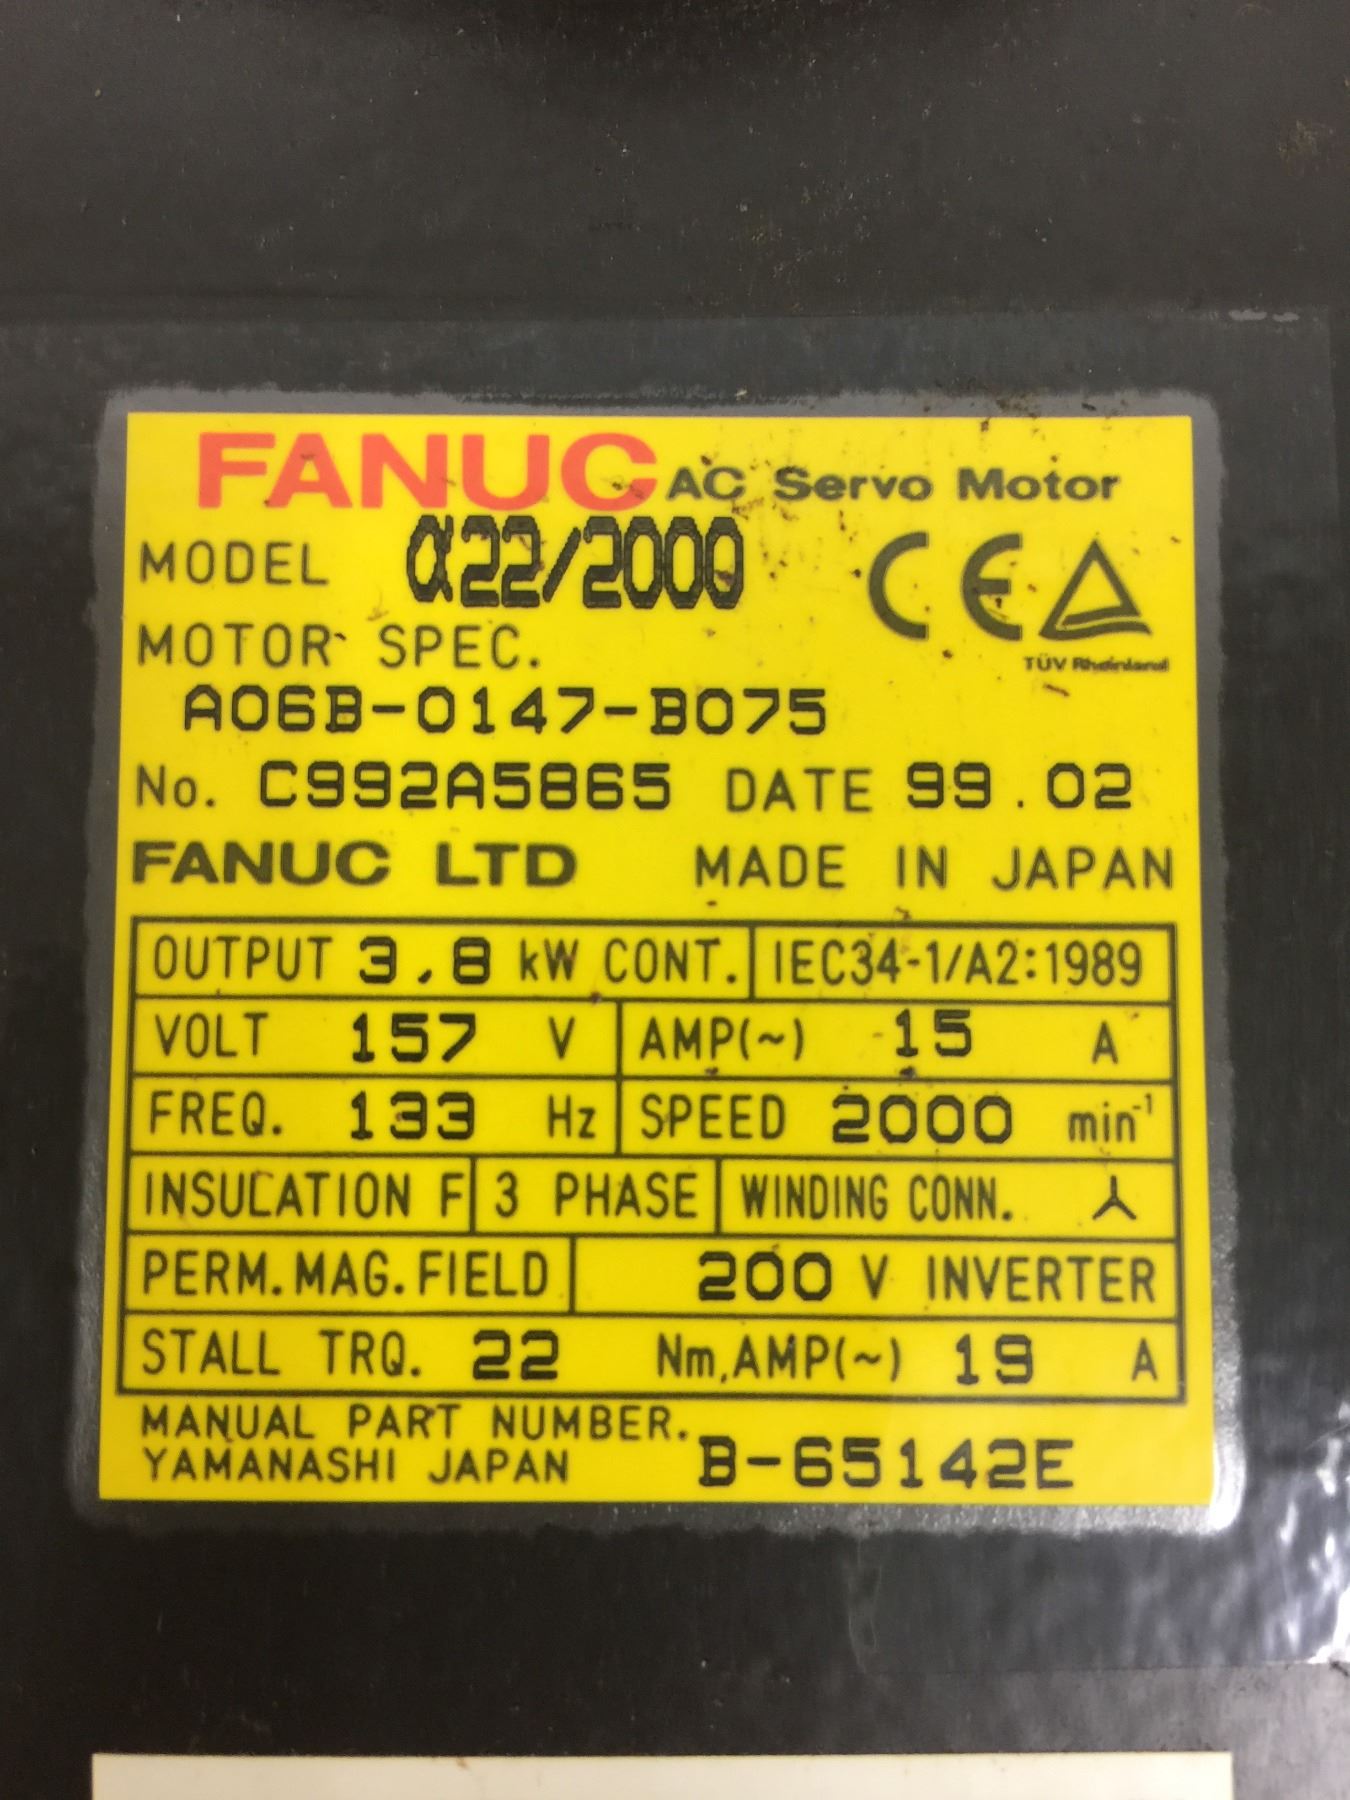 FANUC AC Servo Motor
MODEL α22/2000
CE
TÜV Rheinland
MOTOR SPEC.
A06B-0147-B075
No. C992A5865 DATE 99.02
FANUC LTD MADE IN JAPAN
OUTPUT 3.8 kW CONT. IEC34-1/A2:1989
VOLT 157 V AMP(~) 15 A
FREQ. 133 Hz SPEED 2000 min⁻¹
INSULATION F 3 PHASE WINDING CONN.
PERM.MAG.FIELD 200 V INVERTER
STALL TRQ. 22 Nm,AMP(~) 19 A
MANUAL PART NUMBER.
YAMANASHI JAPAN B-65142E